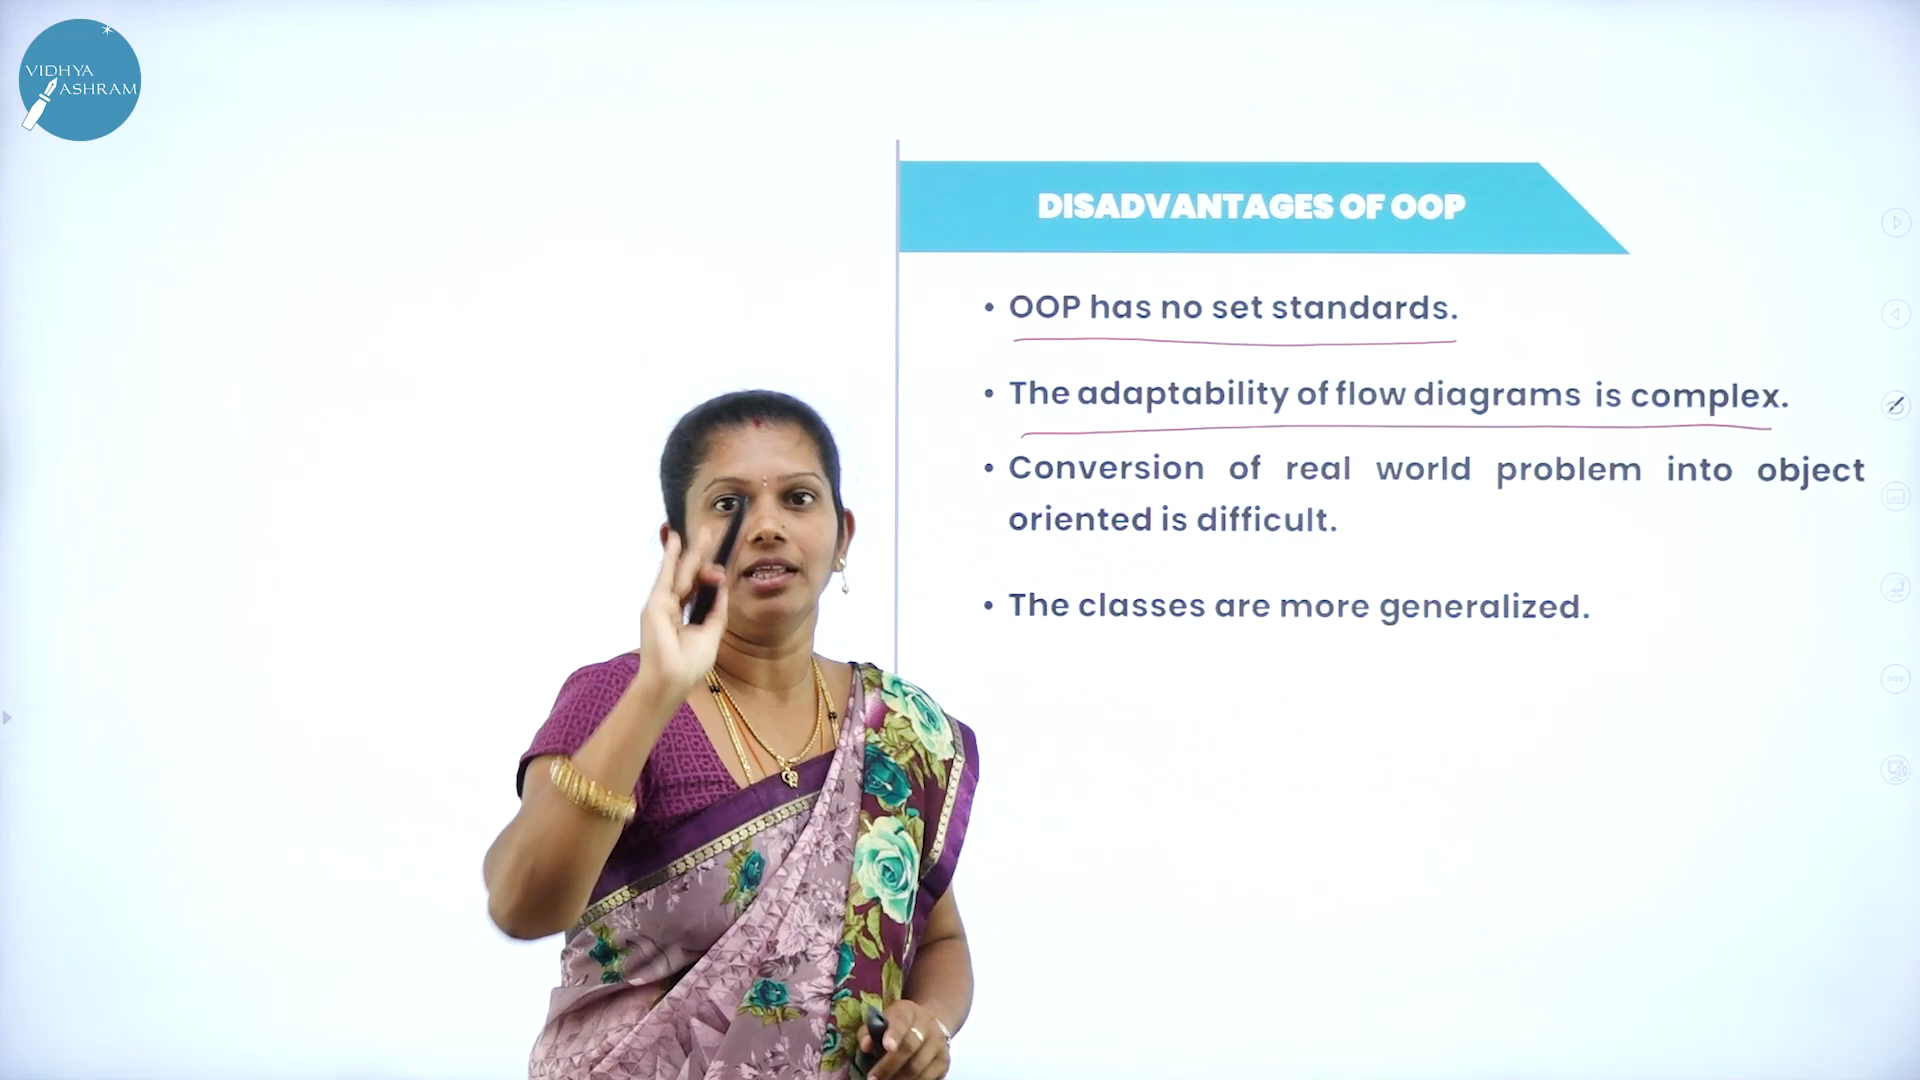 VIDHYA
ASHRAM
DISADVANTAGES OF OOP
• OOP has no set standards.
• The adaptability of flow diagrams is complex.
• Conversion of real world problem into object
oriented is difficult.
• The classes are more generalized.